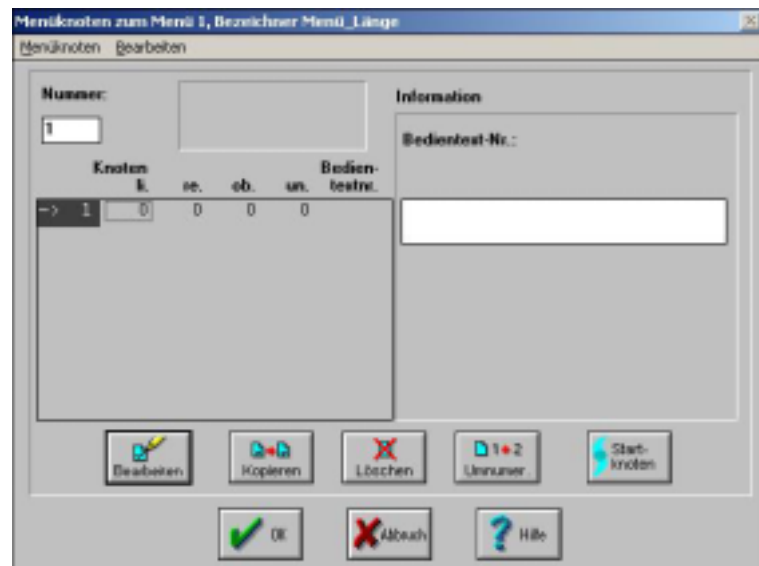 Menüknoten zum Menü 1, Bezeichner Menü_Länge
Menüknoten Bearbeiten
Nummer:
Information
1
Bedientext-Nr.:
Knoten Bedien-
li. re. ob. un. textnr.
-> 1 0 0 0 0
Bearbeiten
Kopieren
Löschen
1 2
Umnumer.
Start-
knoten
OK
Abbruch
Hilfe